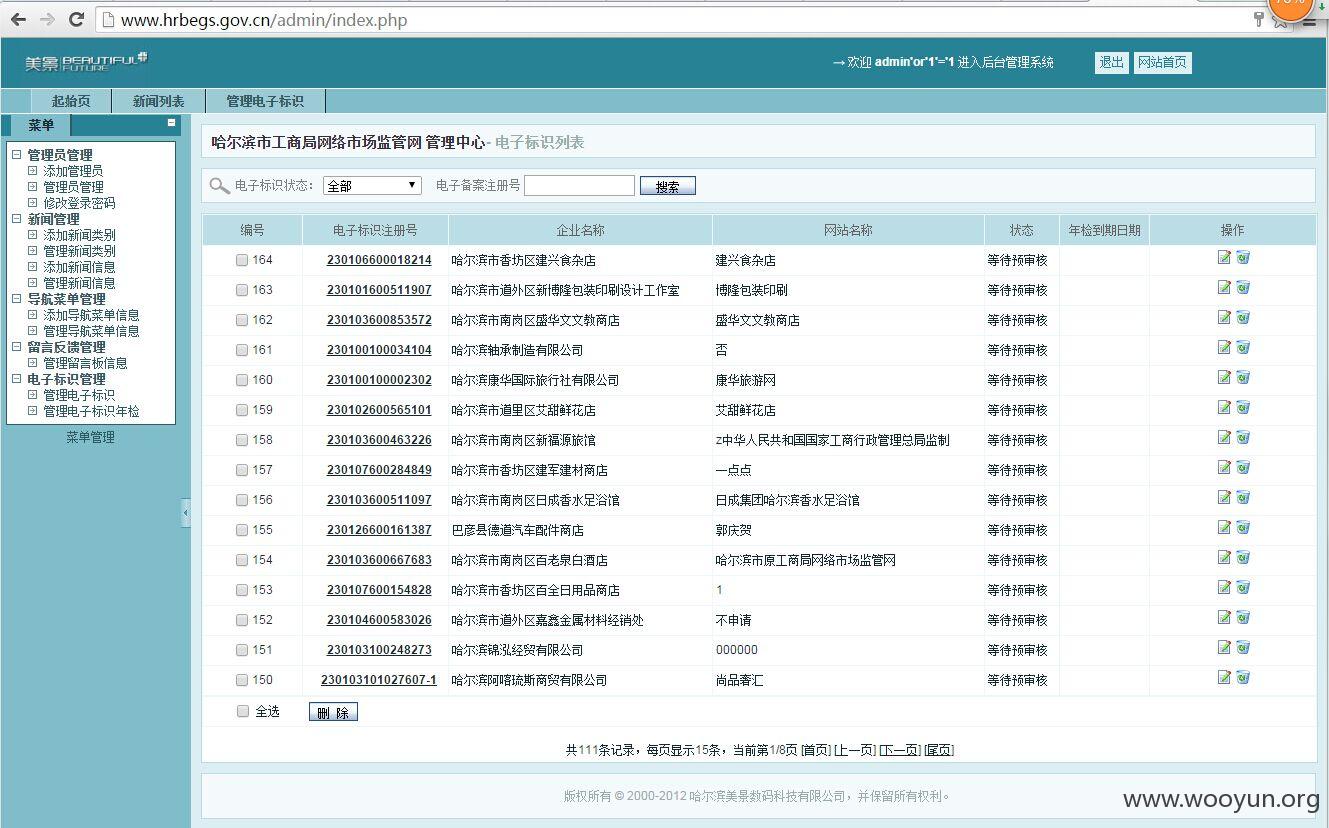 www.hrbegs.gov.cn/admin/index.php
美景 BEAUTIFUL FUTURE
→欢迎 admin'or'1'='1 进入后台管理系统 退出 网站首页
起始页 新闻列表 管理电子标识
菜单
管理员管理
添加管理员
管理员管理
修改登录密码
新闻管理
添加新闻类别
管理新闻类别
添加新闻信息
管理新闻信息
导航菜单管理
添加导航菜单信息
管理导航菜单信息
留言反馈管理
管理留言板信息
电子标识管理
管理电子标识
管理电子标识年检
菜单管理
哈尔滨市工商局网络市场监管网 管理中心- 电子标识列表
电子标识状态: 全部 电子备案注册号 搜索
编号 电子标识注册号 企业名称 网站名称 状态 年检到期日期 操作
164 230106600018214 哈尔滨市香坊区建兴食杂店 建兴食杂店 等待预审核
163 230101600511907 哈尔滨市道外区新博隆包装印刷设计工作室 博隆包装印刷 等待预审核
162 230103600853572 哈尔滨市南岗区盛华文文教商店 盛华文文教商店 等待预审核
161 230100100034104 哈尔滨轴承制造有限公司 否 等待预审核
160 230100100002302 哈尔滨康华国际旅行社有限公司 康华旅游网 等待预审核
159 230102600565101 哈尔滨市道里区艾甜鲜花店 艾甜鲜花店 等待预审核
158 230103600463226 哈尔滨市南岗区新福源旅馆 z中华人民共和国国家工商行政管理总局监制 等待预审核
157 230107600284849 哈尔滨市香坊区建军建材商店 一点点 等待预审核
156 230103600511097 哈尔滨市南岗区日成香水足浴馆 日成集团哈尔滨香水足浴馆 等待预审核
155 230126600161387 巴彦县德道汽车配件商店 郭庆贺 等待预审核
154 230103600667683 哈尔滨市南岗区百老泉白酒店 哈尔滨市原工商局网络市场监管网 等待预审核
153 230107600154828 哈尔滨市香坊区百全日用品商店 1 等待预审核
152 230104600583026 哈尔滨市道外区嘉鑫金属材料经销处 不申请 等待预审核
151 230103100248273 哈尔滨锦泓经贸有限公司 000000 等待预审核
150 230103101027607-1 哈尔滨阿喀琉斯商贸有限公司 尚品奢汇 等待预审核
全选 删 除
共111条记录，每页显示15条，当前第1/8页 [首页] [上一页] [下一页] [尾页]
版权所有 © 2000-2012 哈尔滨美景数码科技有限公司，并保留所有权利。
www.wooyun.org